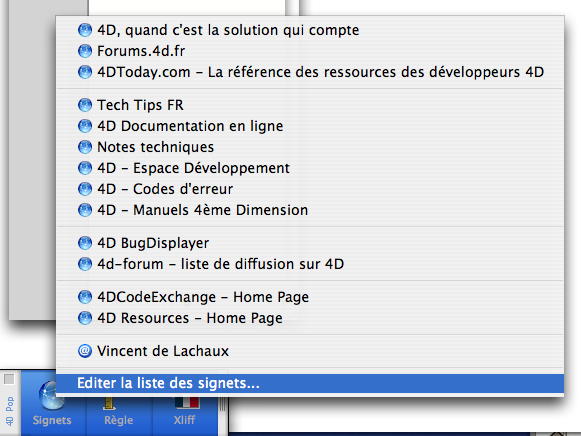 4D, quand c'est la solution qui compte
Forums.4d.fr
4DToday.com - La référence des ressources des développeurs 4D
Tech Tips FR
4D Documentation en ligne
Notes techniques
4D - Espace Développement
4D - Codes d'erreur
4D - Manuels 4ème Dimension
4D BugDisplayer
4d-forum - liste de diffusion sur 4D
4DCodeExchange - Home Page
4D Resources - Home Page
@ Vincent de Lachaux
Editer la liste des signets...
4D Pop
Signets
Règle
Xliff